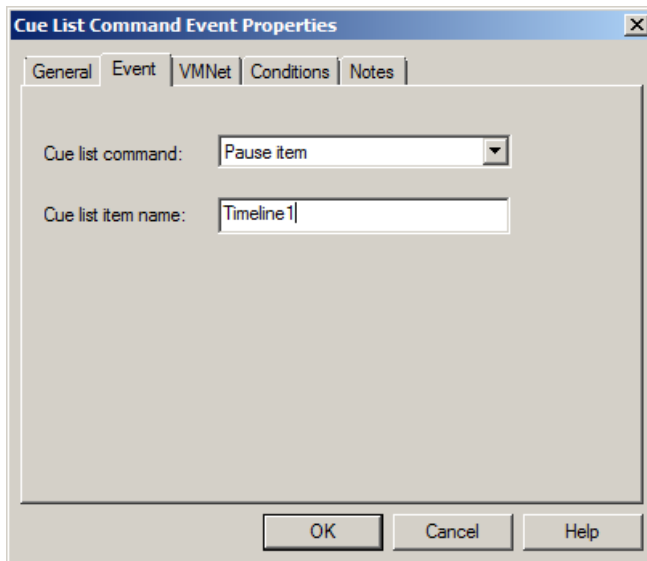 Cue List Command Event Properties
General Event VMNet Conditions Notes
Cue list command: Pause item
Cue list item name: Timeline1
OK Cancel Help